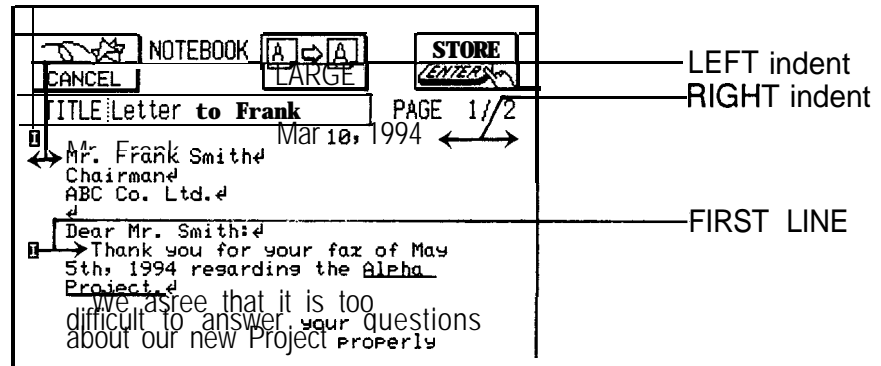 NOTEBOOK A ⇨ A STORE
CANCEL LARGE ENTER
LEFT indent
RIGHT indent
TITLE Letter to Frank PAGE 1/2
Mar 10, 1994
Mr. Frank Smith↲
Chairman↲
ABC Co. Ltd.↲
↲
Dear Mr. Smith:↲
FIRST LINE
Thank you for your fax of May
5th, 1994 regarding the Alpha
Project.↲
We agree that it is too
difficult to answer your questions
about our new Project properly